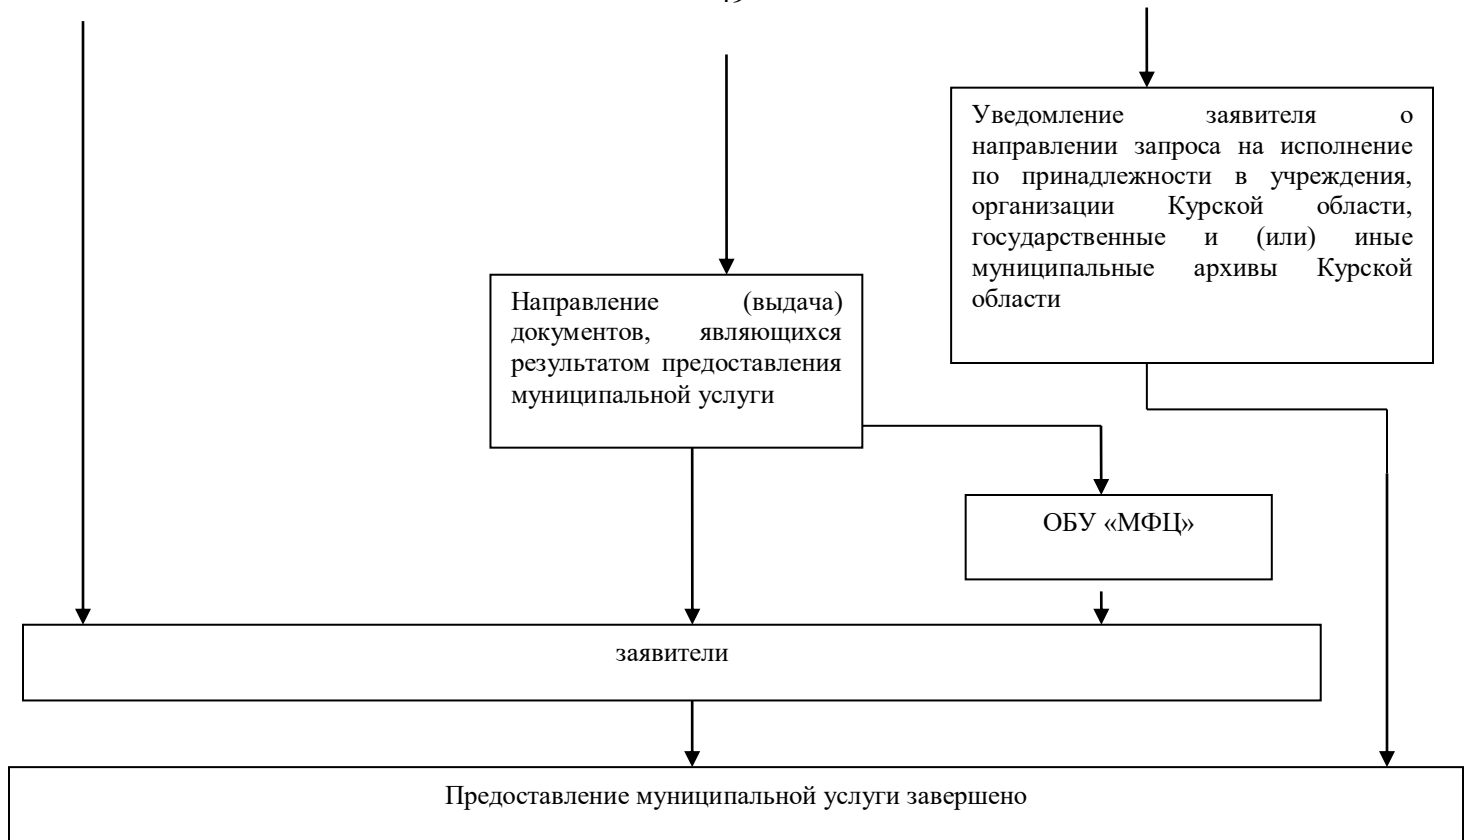 Уведомление заявителя о
направлении запроса на исполнение
по принадлежности в учреждения,
организации Курской области,
государственные и (или) иные
муниципальные архивы Курской
области
Направление (выдача)
документов, являющихся
результатом предоставления
муниципальной услуги
ОБУ «МФЦ»
заявители
Предоставление муниципальной услуги завершено